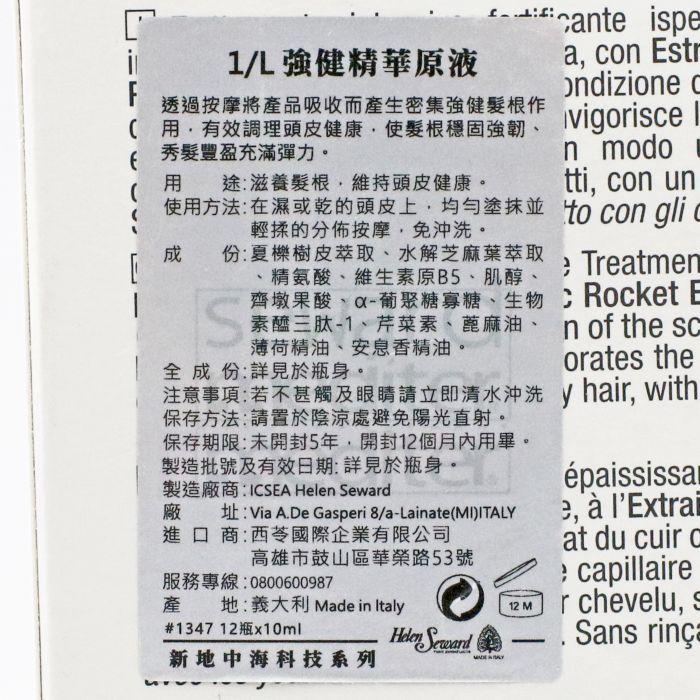 1/L 強健精華原液
透過按摩將產品吸收而產生密集強健髮根作
用，有效調理頭皮健康，使髮根穩固強韌、
秀髮豐盈充滿彈力。
用 途:滋養髮根，維持頭皮健康。
使用方法:在濕或乾的頭皮上，均勻塗抹並
輕揉的分佈按摩，免沖洗。
成 份:夏櫟樹皮萃取、水解芝麻葉萃取
、精氨酸、維生素原B5、肌醇、
齊墩果酸、α-葡聚糖寡糖、生物
素醯三肽-1、芹菜素、蓖麻油、
薄荷精油、安息香精油。
全 成 份:詳見於瓶身。
注意事項:若不甚觸及眼睛請立即清水沖洗
保存方法:請置於陰涼處避免陽光直射。
保存期限:未開封5年，開封12個月內用畢。
製造批號及有效日期:詳見於瓶身。
製造廠商:ICSEA Helen Seward
廠 址:Via A.De Gasperi 8/a-Lainate(MI)ITALY
進 口 商:西苓國際企業有限公司
高雄市鼓山區華榮路53號
服務專線:0800600987
產 地:義大利 Made in Italy
12 M
#1347 12瓶x10ml
Helen Seward
MADE IN ITALY
新地中海科技系列
fortificante ispe
a, con Estr
ondizione
nvigorisce l
n modo
tti, con un
tto con gli
Treatmen
c Rocket E
n of the sc
orates the
y hair, with
épaississa
e, à l'Extrai
at du cuir
capillaire
r chevelu, s
. Sans rinç